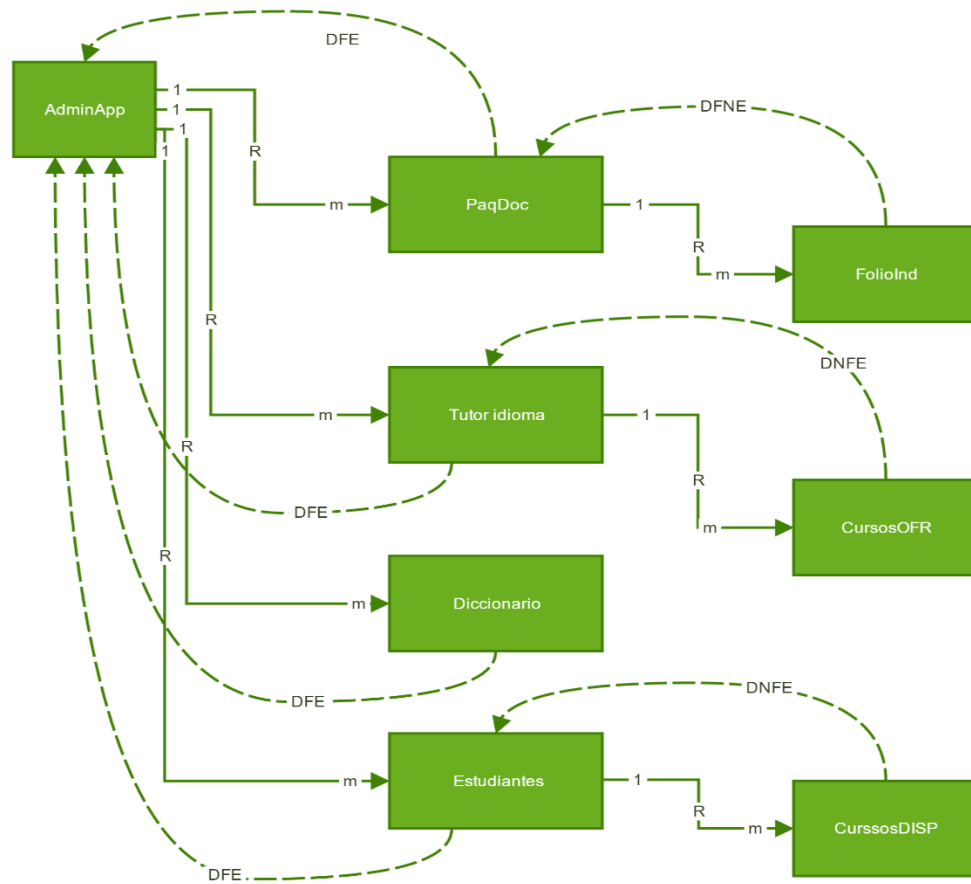 DFE
AdminApp
1
1
1
1
DFNE
R
m
PaqDoc
1
R
m
FolioInd
R
DNFE
m
Tutor idioma
1
R
R
DFE
m
CursosOFR
R
m
Diccionario
DFE
DNFE
m
Estudiantes
1
R
m
CurssosDISP
DFE